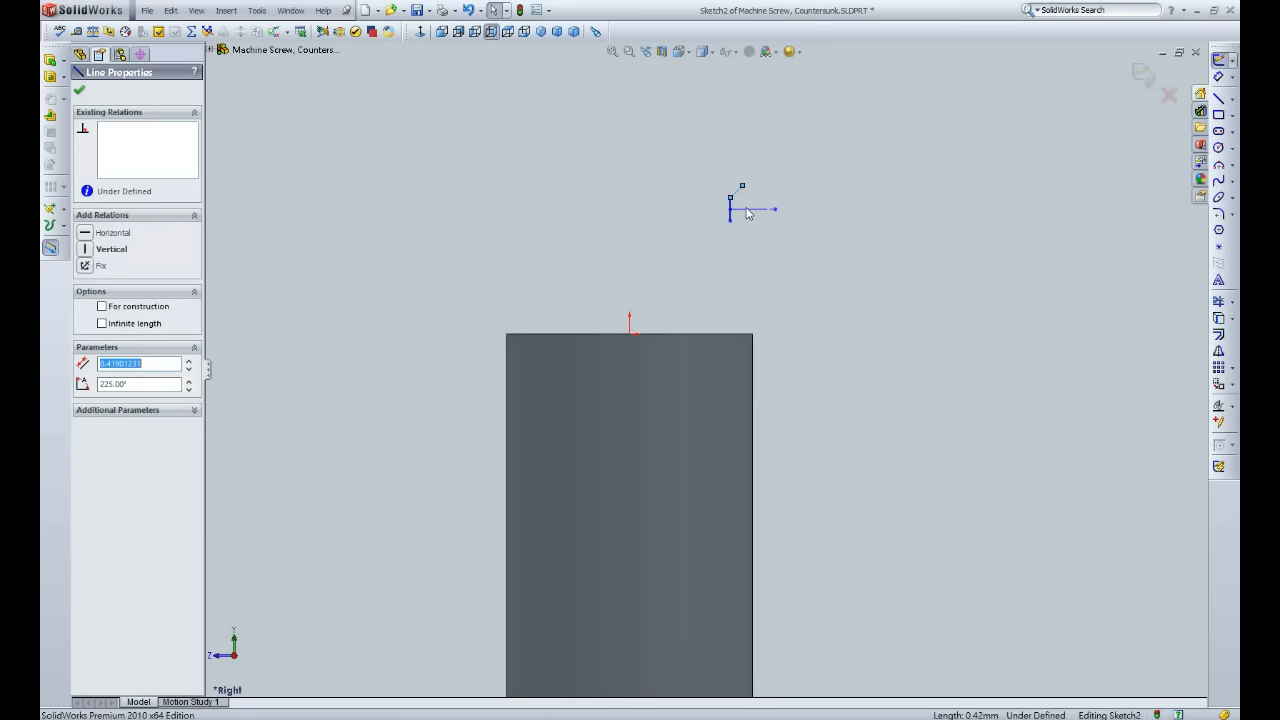 SolidWorks File Edit View Insert Tools Window Help Sketch2 of Machine Screw, Countersunk.SLDPRT * SolidWorks Search
Machine Screw, Counters...
Line Properties ?
Existing Relations
Under Defined
Add Relations
Horizontal
Vertical
Fix
Options
For construction
Infinite length
Parameters
0.41901231
225.00°
Additional Parameters
Y
Z
*Right
Model Motion Study 1
SolidWorks Premium 2010 x64 Edition Length: 0.42mm Under Defined Editing Sketch2